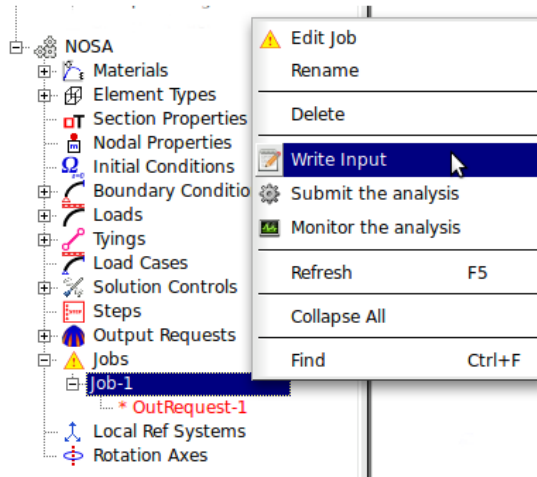 NOSA
Materials
Element Types
Section Properties
Nodal Properties
Initial Conditions
Boundary Conditio
Loads
Tyings
Load Cases
Solution Controls
Steps
Output Requests
Jobs
Job-1
* OutRequest-1
Local Ref Systems
Rotation Axes
Edit Job
Rename
Delete
Write Input
Submit the analysis
Monitor the analysis
Refresh F5
Collapse All
Find Ctrl+F